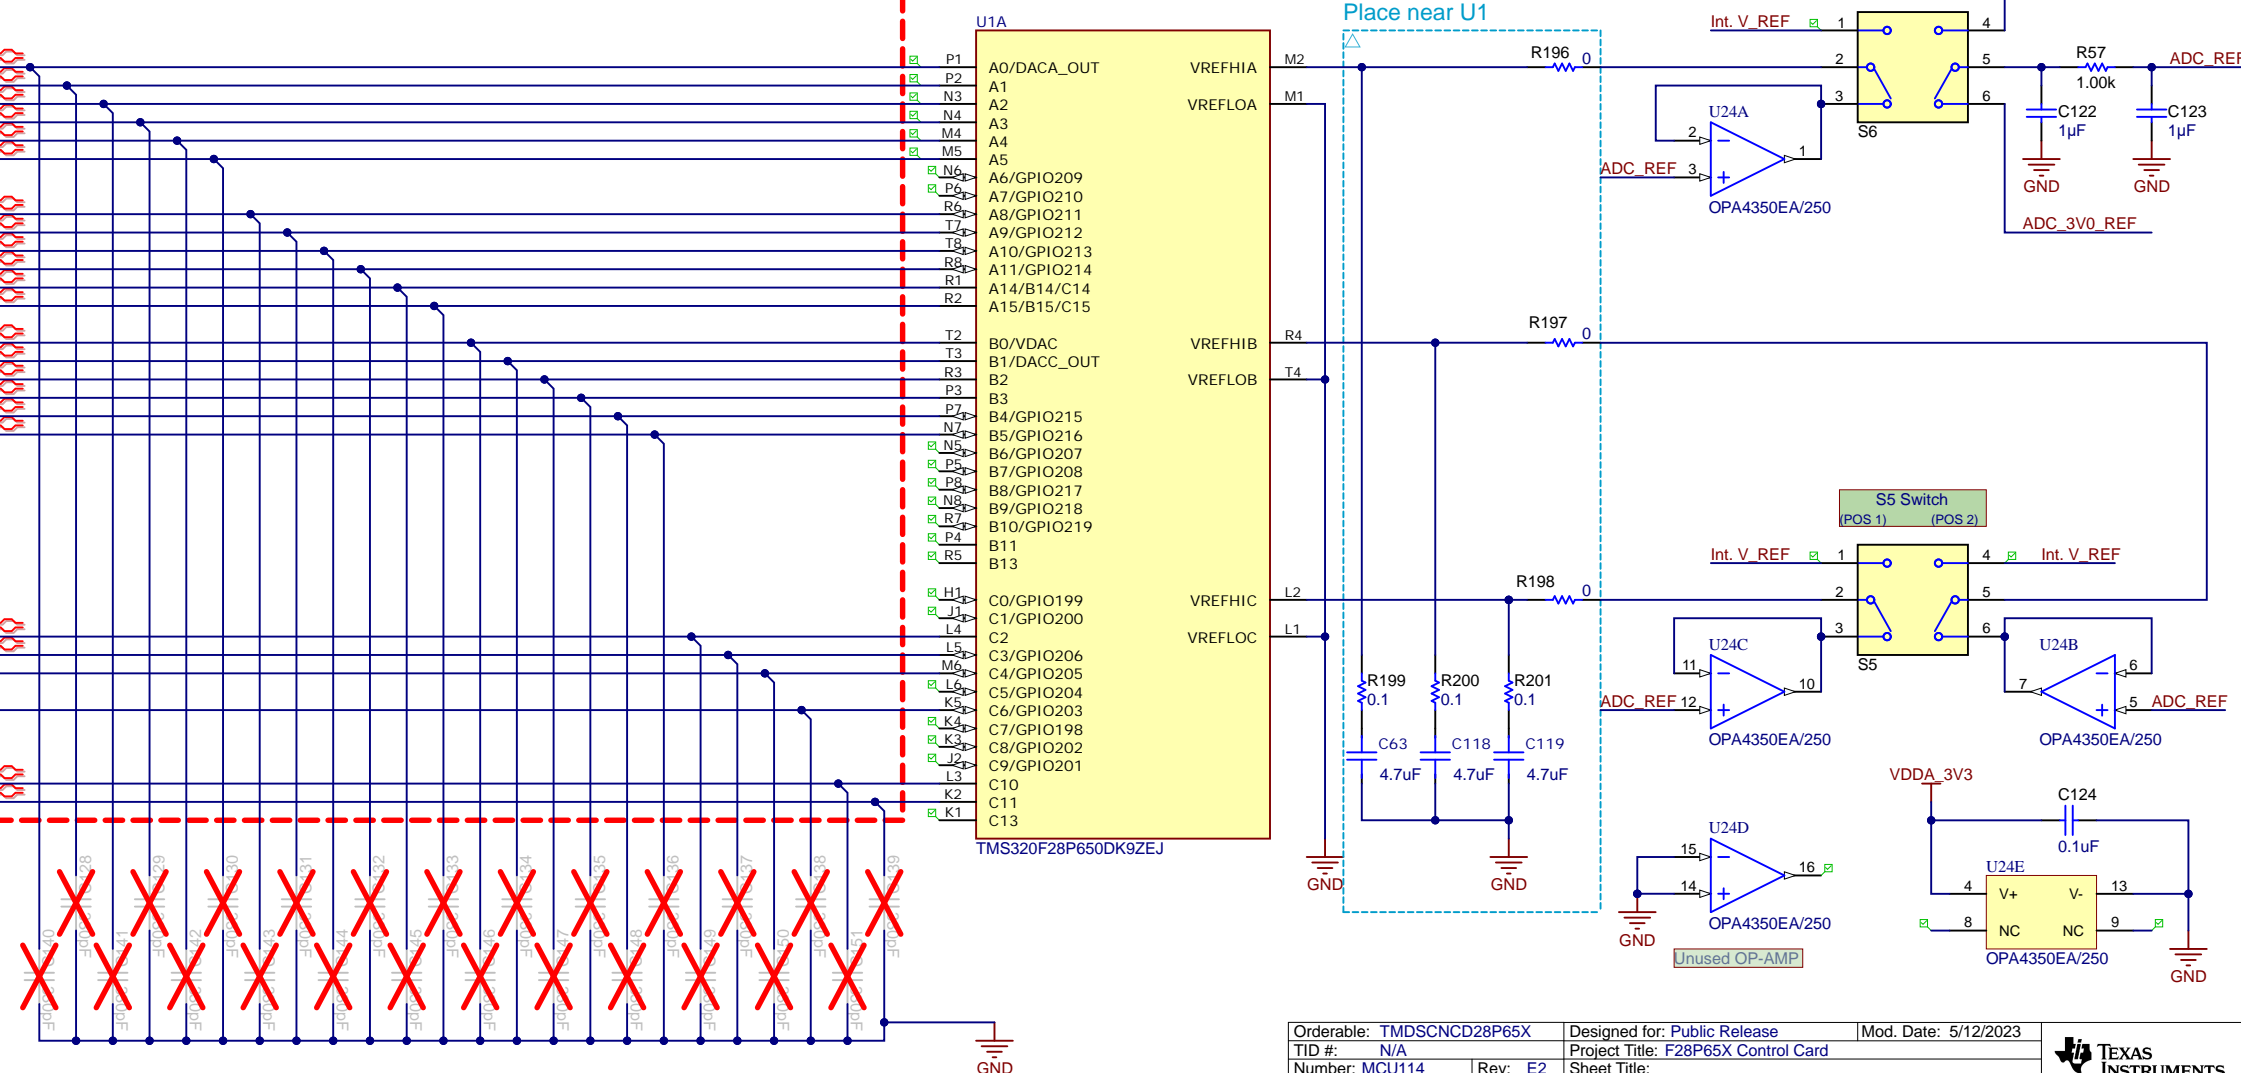 Place near U1
U1A
P1 A0/DACA_OUT
P2 A1
N3 A2
N4 A3
M4 A4
M5 A5
N6 A6/GPIO209
P6 A7/GPIO210
R6 A8/GPIO211
T7 A9/GPIO212
T8 A10/GPIO213
R8 A11/GPIO214
R1 A14/B14/C14
R2 A15/B15/C15
T2 B0/VDAC
T3 B1/DACC_OUT
R3 B2
P3 B3
P7 B4/GPIO215
N7 B5/GPIO216
N5 B6/GPIO207
P5 B7/GPIO208
P8 B8/GPIO217
N8 B9/GPIO218
R7 B10/GPIO219
P4 B11
R5 B13
H1 C0/GPIO199
J1 C1/GPIO200
L4 C2
L5 C3/GPIO206
M6 C4/GPIO205
L6 C5/GPIO204
K5 C6/GPIO203
K4 C7/GPIO198
K3 C8/GPIO202
J2 C9/GPIO201
L3 C10
K2 C11
K1 C13
VREFHIA M2
VREFLOA M1
VREFHIB R4
VREFLOB T4
VREFHIC L2
VREFLOC L1
TMS320F28P650DK9ZEJ
GND
R196 0
R197 0
R198 0
R199 0.1
R200 0.1
R201 0.1
C63 4.7uF
C118 4.7uF
C119 4.7uF
GND
Int. V_REF 1 4
2 5
3 6
S6
R57
1.00k
ADC_REF
C122
1µF
GND
C123
1µF
GND
ADC_3V0_REF
U24A
2
ADC_REF 3
1
OPA4350EA/250
S5 Switch
(POS 1) (POS 2)
Int. V_REF 1 4 Int. V_REF
2 5
3 6
S5
U24C
11
ADC_REF 12
10
OPA4350EA/250
U24B
6
7
5 ADC_REF
OPA4350EA/250
VDDA_3V3
C124
0.1uF
U24D
15
14
16
OPA4350EA/250
GND
Unused OP-AMP
U24E
4 V+ V- 13
8 NC NC 9
OPA4350EA/250
GND
GND
Orderable: TMDSCNCD28P65X Designed for: Public Release Mod. Date: 5/12/2023
TID #: N/A Project Title: F28P65X Control Card
Number: MCU114 Rev: E2 Sheet Title:
TEXAS
INSTRUMENTS